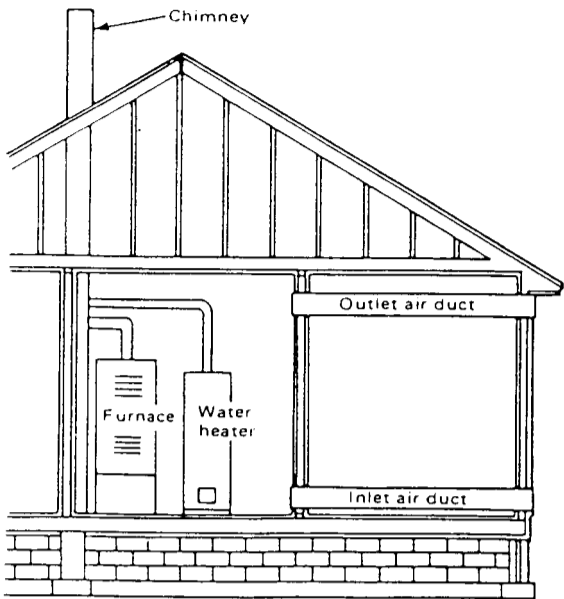 Chimney
Outlet air duct
Furnace
Water
heater
Inlet air duct